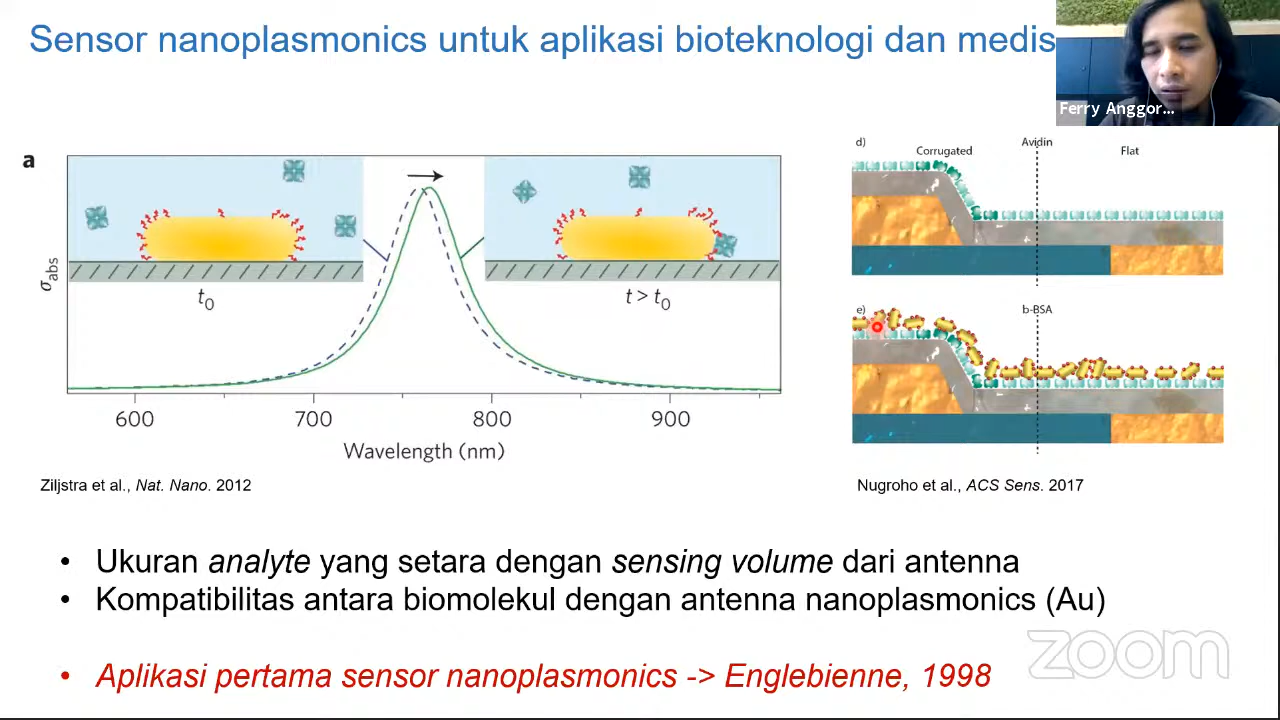 Sensor nanoplasmonics untuk aplikasi bioteknologi dan medis
Ferry Anggor...
a
σabs
t0
t > t0
600
700
800
900
Wavelength (nm)
Ziljstra et al., Nat. Nano. 2012
d)
Corrugated
Avidin
Flat
e)
b-BSA
Nugroho et al., ACS Sens. 2017
• Ukuran analyte yang setara dengan sensing volume dari antenna
• Kompatibilitas antara biomolekul dengan antenna nanoplasmonics (Au)
• Aplikasi pertama sensor nanoplasmonics -> Englebienne, 1998
zoom